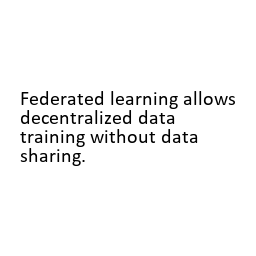 Federated learning allows
decentralized data
training without data
sharing.